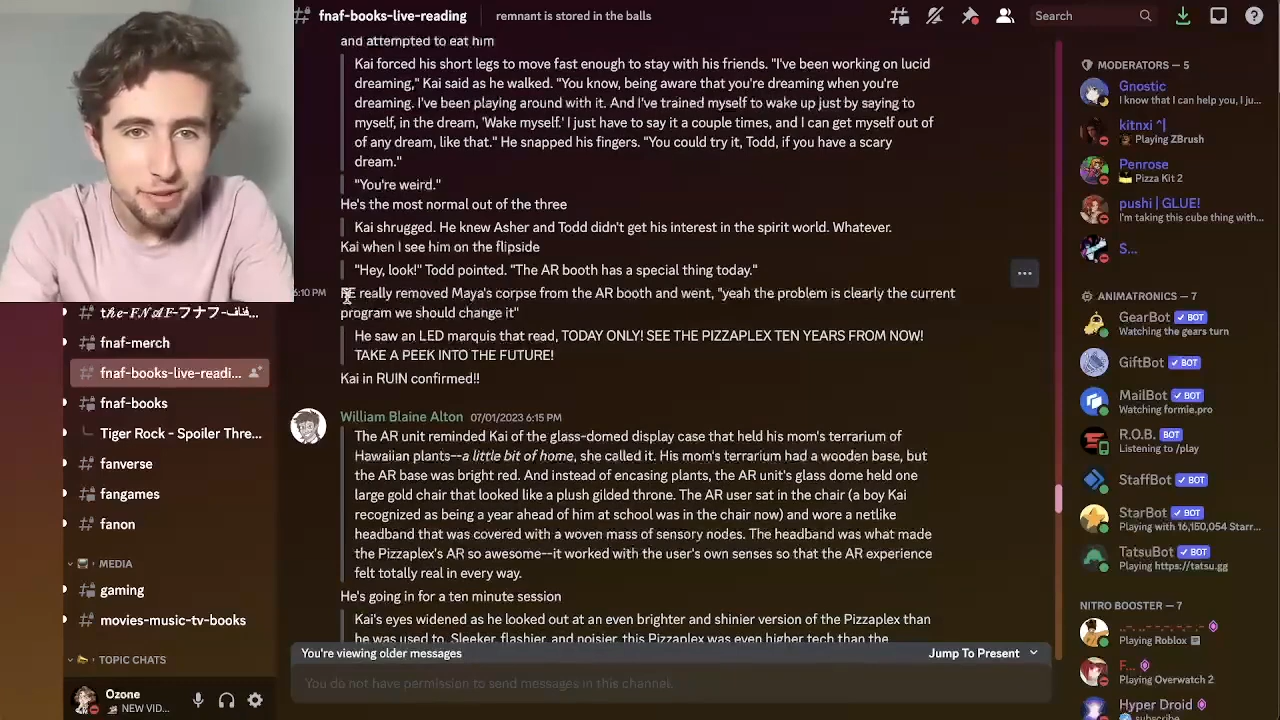 fnaf-books-live-reading
remnant is stored in the balls
Search
and attempted to eat him
Kai forced his short legs to move fast enough to stay with his friends. "I've been working on lucid
dreaming," Kai said as he walked. "You know, being aware that you're dreaming when you're
dreaming. I've been playing around with it. And I've trained myself to wake up just by saying to
myself, in the dream, 'Wake myself.' I just have to say it a couple times, and I can get myself out of
of any dream, like that." He snapped his fingers. "You could try it, Todd, if you have a scary
dream."
"You're weird."
He's the most normal out of the three
Kai shrugged. He knew Asher and Todd didn't get his interest in the spirit world. Whatever.
Kai when I see him on the flipside
"Hey, look!" Todd pointed. "The AR booth has a special thing today."
6:10 PM
really removed Maya's corpse from the AR booth and went, "yeah the problem is clearly the current
program we should change it"
He saw an LED marquis that read, TODAY ONLY! SEE THE PIZZAPLEX TEN YEARS FROM NOW!
TAKE A PEEK INTO THE FUTURE!
Kai in RUIN confirmed!!
William Blaine Alton 07/01/2023 6:15 PM
The AR unit reminded Kai of the glass-domed display case that held his mom's terrarium of
Hawaiian plants--a little bit of home, she called it. His mom's terrarium had a wooden base, but
the AR base was bright red. And instead of encasing plants, the AR unit's glass dome held one
large gold chair that looked like a plush gilded throne. The AR user sat in the chair (a boy Kai
recognized as being a year ahead of him at school was in the chair now) and wore a netlike
headband that was covered with a woven mass of sensory nodes. The headband was what made
the Pizzaplex's AR so awesome--it worked with the user's own senses so that the AR experience
felt totally real in every way.
He's going in for a ten minute session
Kai's eyes widened as he looked out at an even brighter and shinier version of the Pizzaplex than
he was used to. Sleeker, flashier, and noisier, this Pizzaplex was even higher tech than the
You're viewing older messages
Jump To Present
You do not have permission to send messages in this channel.
fnaf-merch
fnaf-books-live-readi...
fnaf-books
Tiger Rock - Spoiler Thre...
fanverse
fangames
fanon
MEDIA
gaming
movies-music-tv-books
TOPIC CHATS
Ozone
NEW VID...
MODERATORS — 5
Gnostic
I know that I can help you, I ju...
kitnxi ^|
Playing ZBrush
Penrose
Pizza Kit 2
pushi | GLUE!
I'm taking this cube thing with...
S...
ANIMATRONICS — 8
GearBot BOT
Watching the gears turn
GiftBot BOT
MailBot BOT
Watching formie.pro
R.O.B. BOT
Listening to /play
StaffBot BOT
StarBot BOT
Playing with 16,150,054 Starr...
TatsuBot BOT
Playing https://tatsu.gg
NITRO BOOSTER — 7
Playing Roblox
F...
Playing Overwatch 2
Hyper Droid
subscribe